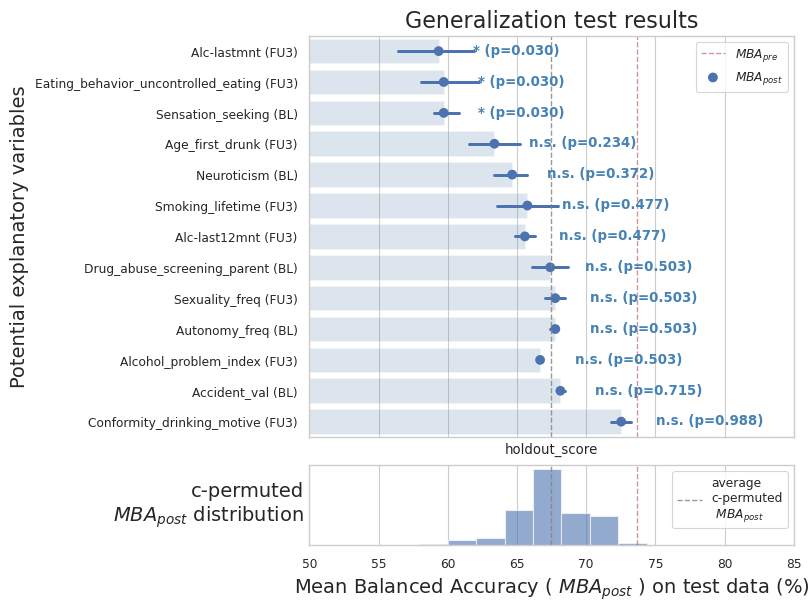 Generalization test results
Potential explanatory variables
Alc-lastmnt (FU3)
* (p=0.030)
Eating_behavior_uncontrolled_eating (FU3)
* (p=0.030)
Sensation_seeking (BL)
* (p=0.030)
Age_first_drunk (FU3)
n.s. (p=0.234)
Neuroticism (BL)
n.s. (p=0.372)
Smoking_lifetime (FU3)
n.s. (p=0.477)
Alc-last12mnt (FU3)
n.s. (p=0.477)
Drug_abuse_screening_parent (BL)
n.s. (p=0.503)
Sexuality_freq (FU3)
n.s. (p=0.503)
Autonomy_freq (BL)
n.s. (p=0.503)
Alcohol_problem_index (FU3)
n.s. (p=0.503)
Accident_val (BL)
n.s. (p=0.715)
Conformity_drinking_motive (FU3)
n.s. (p=0.988)
MBA_pre
MBA_post
holdout_score
c-permuted
MBA_post distribution
average
c-permuted
MBA_post
50 55 60 65 70 75 80 85
Mean Balanced Accuracy ( MBA_post ) on test data (%)